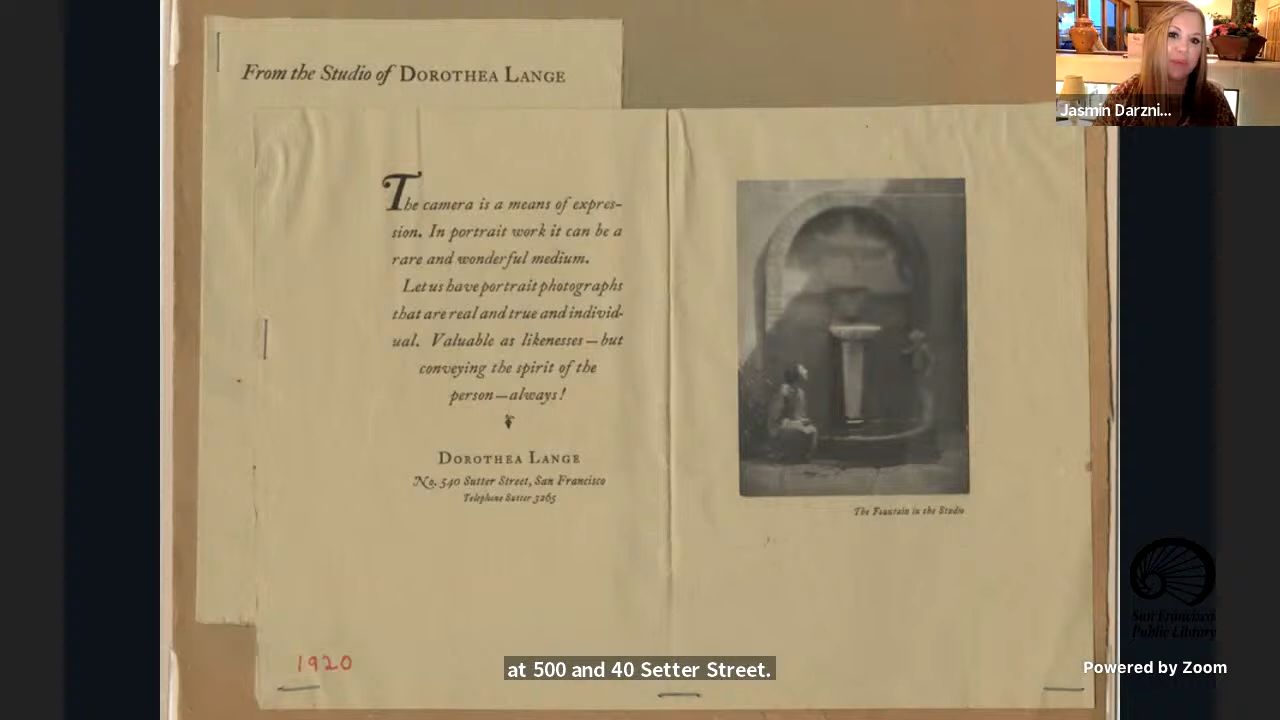 From the Studio of DOROTHEA LANGE
Jasmin Darzni...
The camera is a means of expres-
sion. In portrait work it can be a
rare and wonderful medium.
Let us have portrait photographs
that are real and true and individ-
ual. Valuable as likenesses—but
conveying the spirit of the
person—always!
DOROTHEA LANGE
No. 540 Sutter Street, San Francisco
Telephone Sutter 3265
The Fountain in the Studio
1920
San Francisco
Public Library
at 500 and 40 Setter Street.
Powered by Zoom